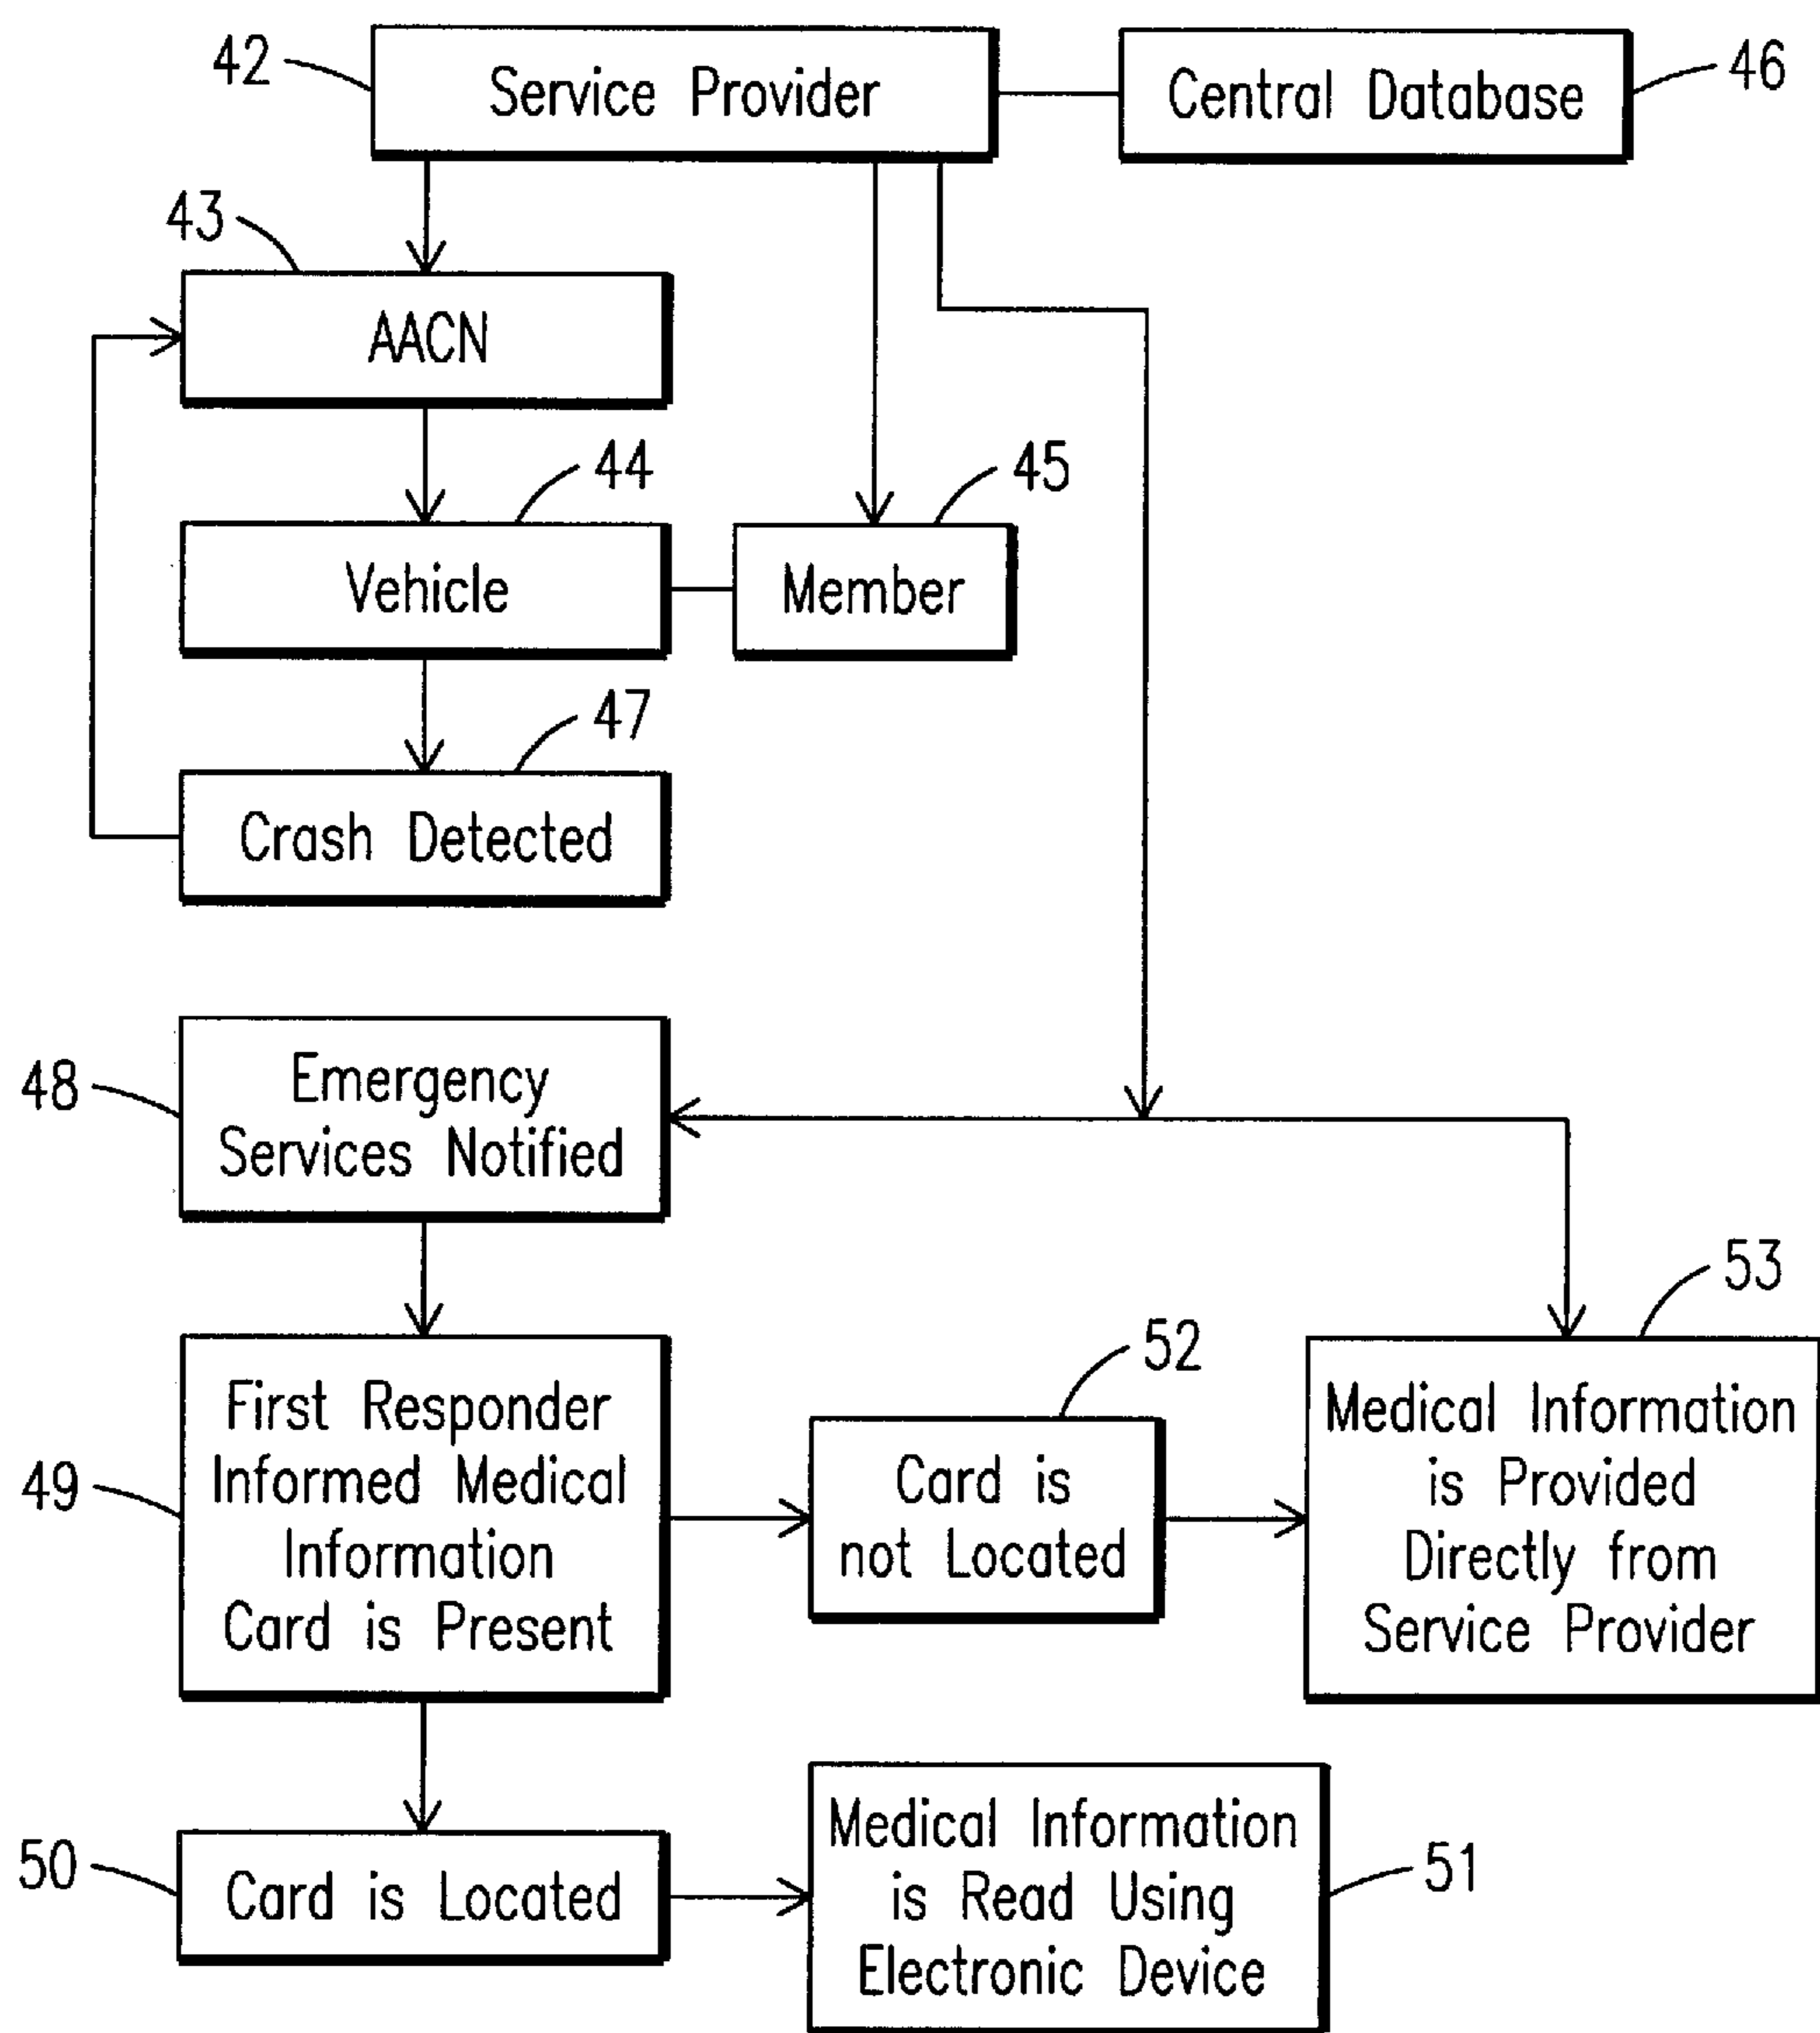 42
Service Provider
Central Database
46
43
AACN
44
45
Vehicle
Member
47
Crash Detected
48
Emergency
Services Notified
53
52
49
First Responder
Informed Medical
Information
Card is Present
Card is
not Located
Medical Information
is Provided
Directly from
Service Provider
50
Card is Located
Medical Information
is Read Using
Electronic Device
51